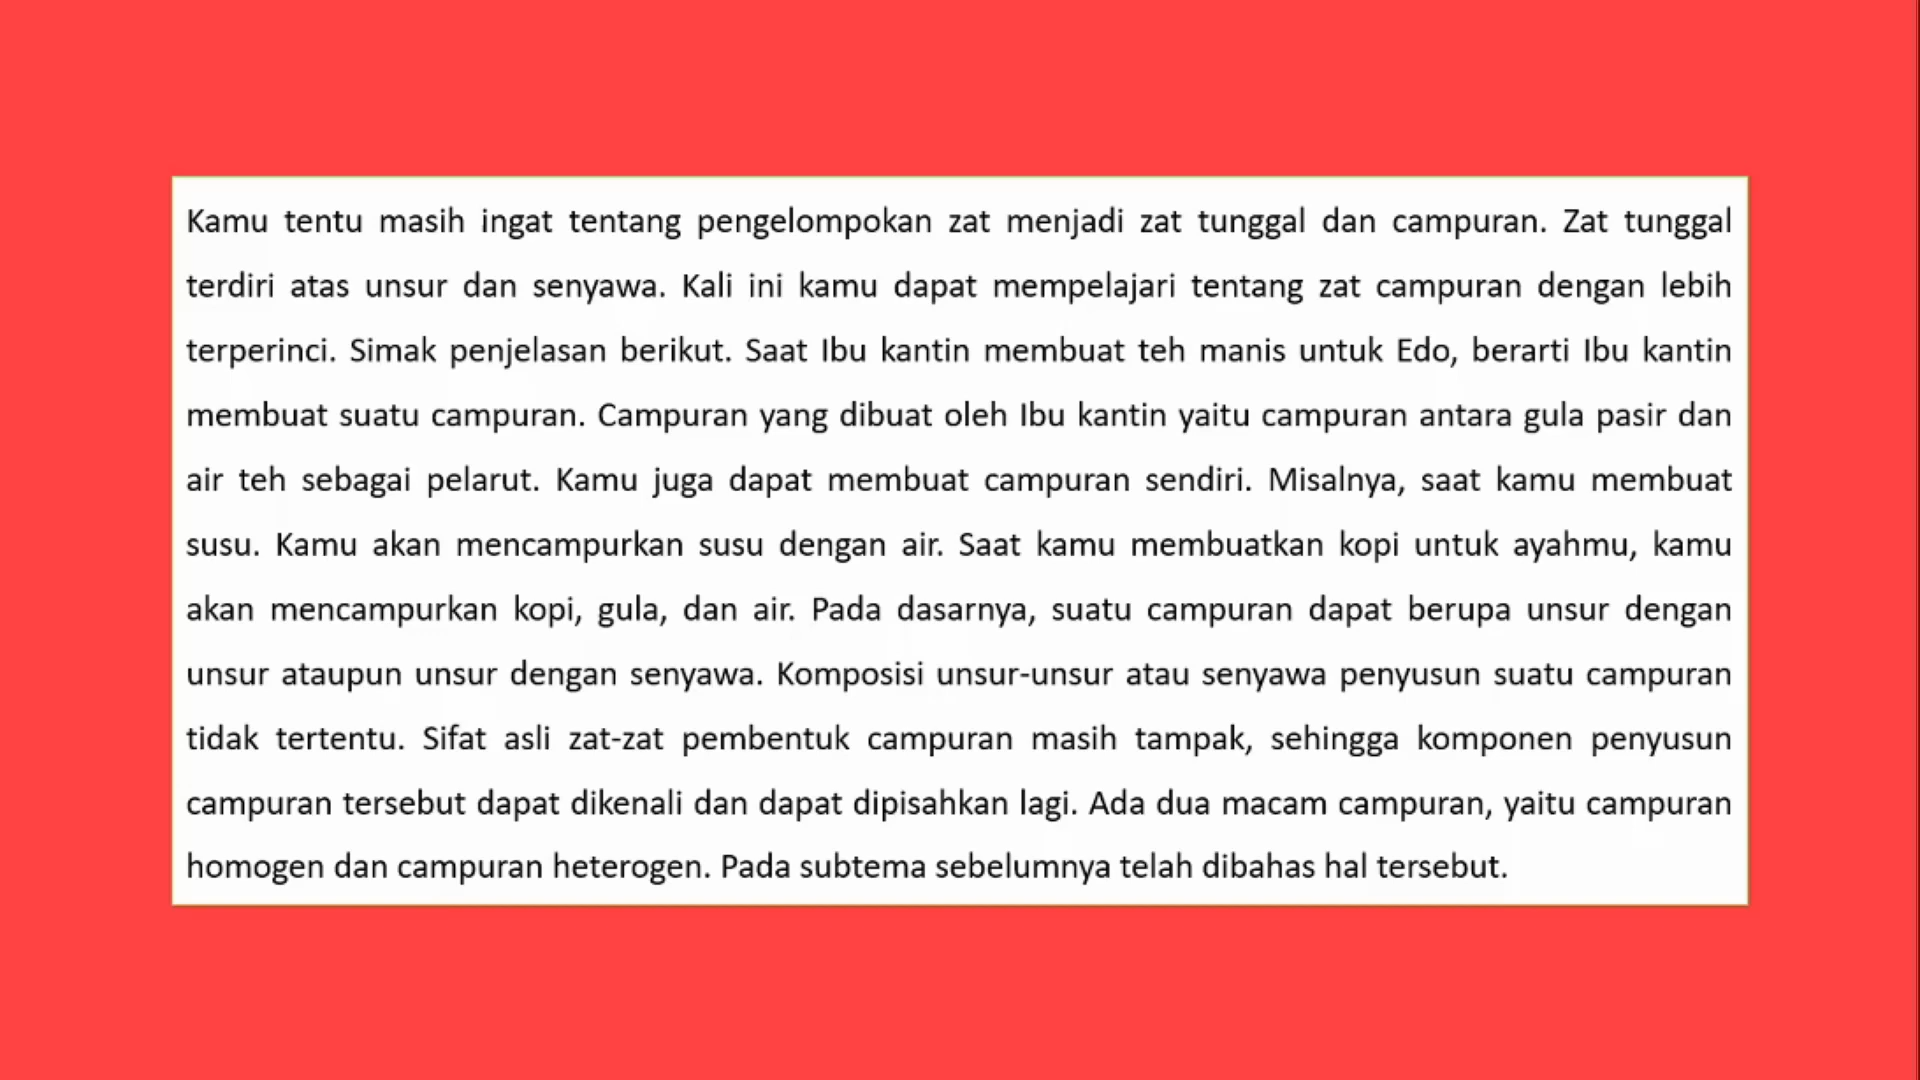 Kamu tentu masih ingat tentang pengelompokan zat menjadi zat tunggal dan campuran. Zat tunggal
terdiri atas unsur dan senyawa. Kali ini kamu dapat mempelajari tentang zat campuran dengan lebih
terperinci. Simak penjelasan berikut. Saat Ibu kantin membuat teh manis untuk Edo, berarti Ibu kantin
membuat suatu campuran. Campuran yang dibuat oleh Ibu kantin yaitu campuran antara gula pasir dan
air teh sebagai pelarut. Kamu juga dapat membuat campuran sendiri. Misalnya, saat kamu membuat
susu. Kamu akan mencampurkan susu dengan air. Saat kamu membuatkan kopi untuk ayahmu, kamu
akan mencampurkan kopi, gula, dan air. Pada dasarnya, suatu campuran dapat berupa unsur dengan
unsur ataupun unsur dengan senyawa. Komposisi unsur-unsur atau senyawa penyusun suatu campuran
tidak tertentu. Sifat asli zat-zat pembentuk campuran masih tampak, sehingga komponen penyusun
campuran tersebut dapat dikenali dan dapat dipisahkan lagi. Ada dua macam campuran, yaitu campuran
homogen dan campuran heterogen. Pada subtema sebelumnya telah dibahas hal tersebut.